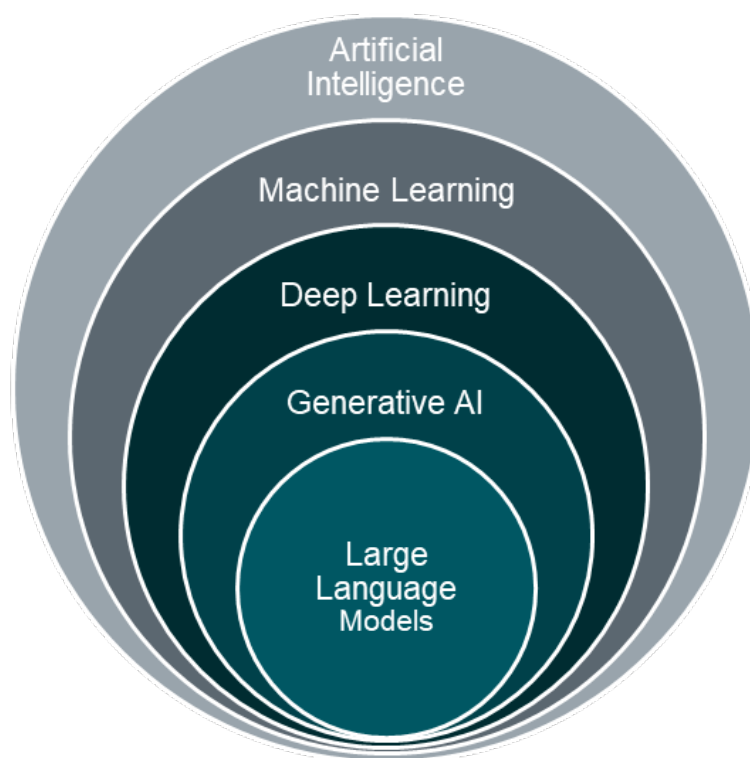 Artificial
Intelligence
Machine Learning
Deep Learning
Generative AI
Large
Language
Models